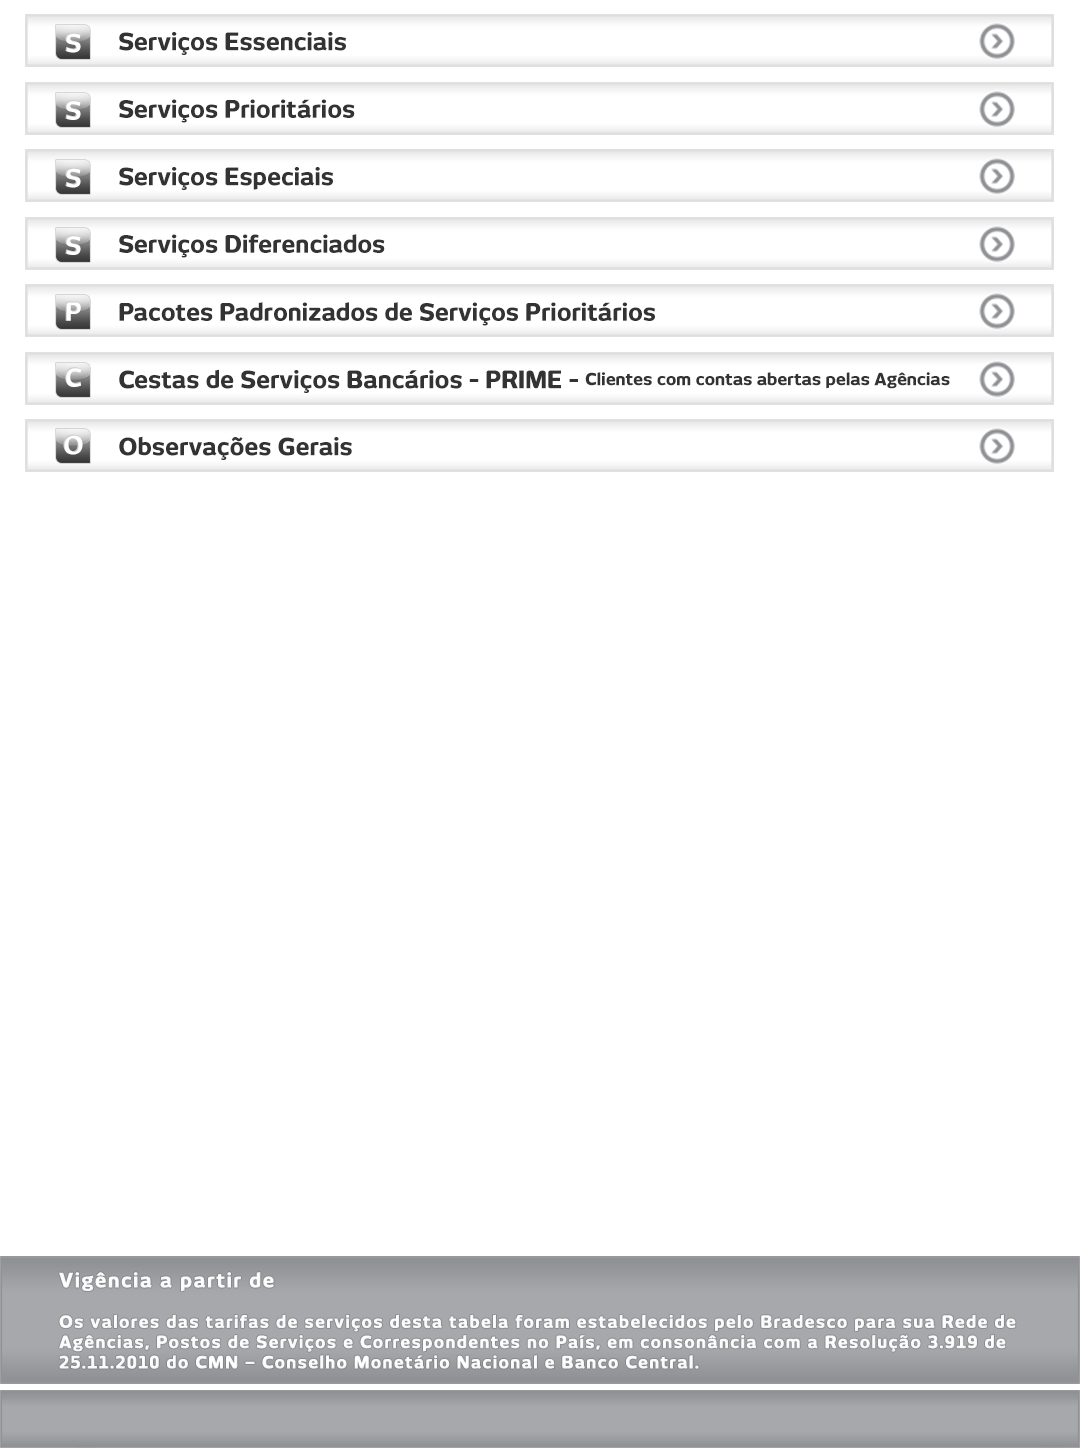 S Serviços Essenciais
S Serviços Prioritários
S Serviços Especiais
S Serviços Diferenciados
P Pacotes Padronizados de Serviços Prioritários
C Cestas de Serviços Bancários - PRIME - Clientes com contas abertas pelas Agências
O Observações Gerais
Vigência a partir de
Os valores das tarifas de serviços desta tabela foram estabelecidos pelo Bradesco para sua Rede de
Agências, Postos de Serviços e Correspondentes no País, em consonância com a Resolução 3.919 de
25.11.2010 do CMN – Conselho Monetário Nacional e Banco Central.